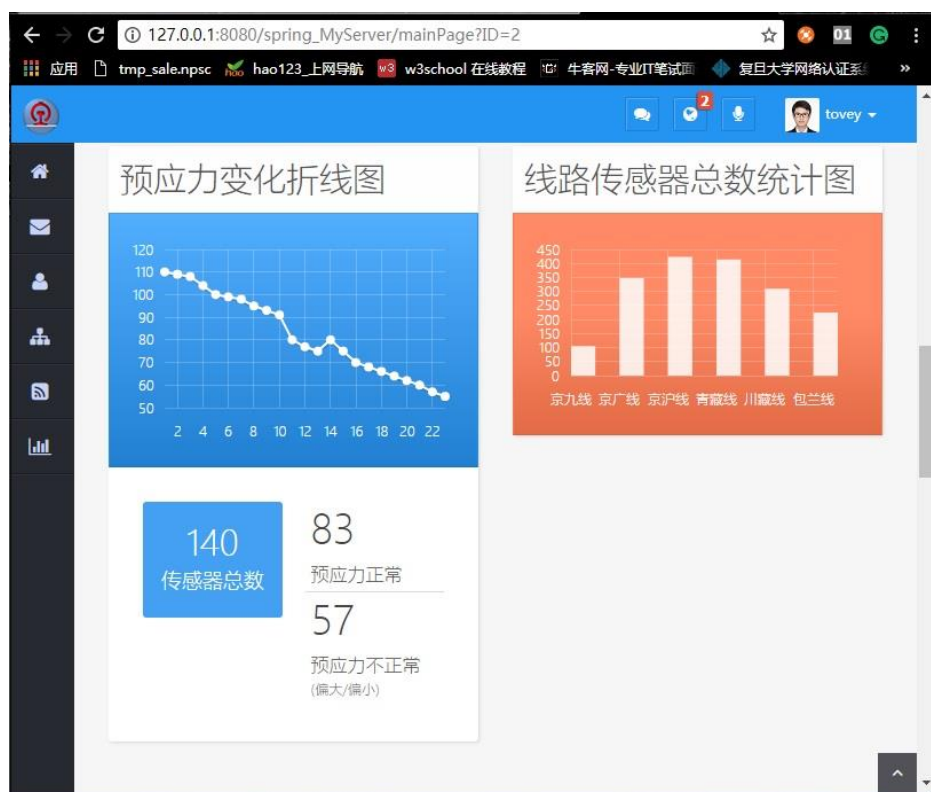 127.0.0.1:8080/spring_MyServer/mainPage?ID=2
01
应用 tmp_sale.npsc hao123_上网导航 w3school 在线教程 牛客网-专业IT笔试面 复旦大学网络认证系 »
2
tovey
预应力变化折线图
120
110
100
90
80
70
60
50
2 4 6 8 10 12 14 16 18 20 22
线路传感器总数统计图
450
400
350
300
250
200
150
100
50
0
京九线 京广线 京沪线 青藏线 川藏线 包兰线
140
传感器总数
83
预应力正常
57
预应力不正常
(偏大/偏小)